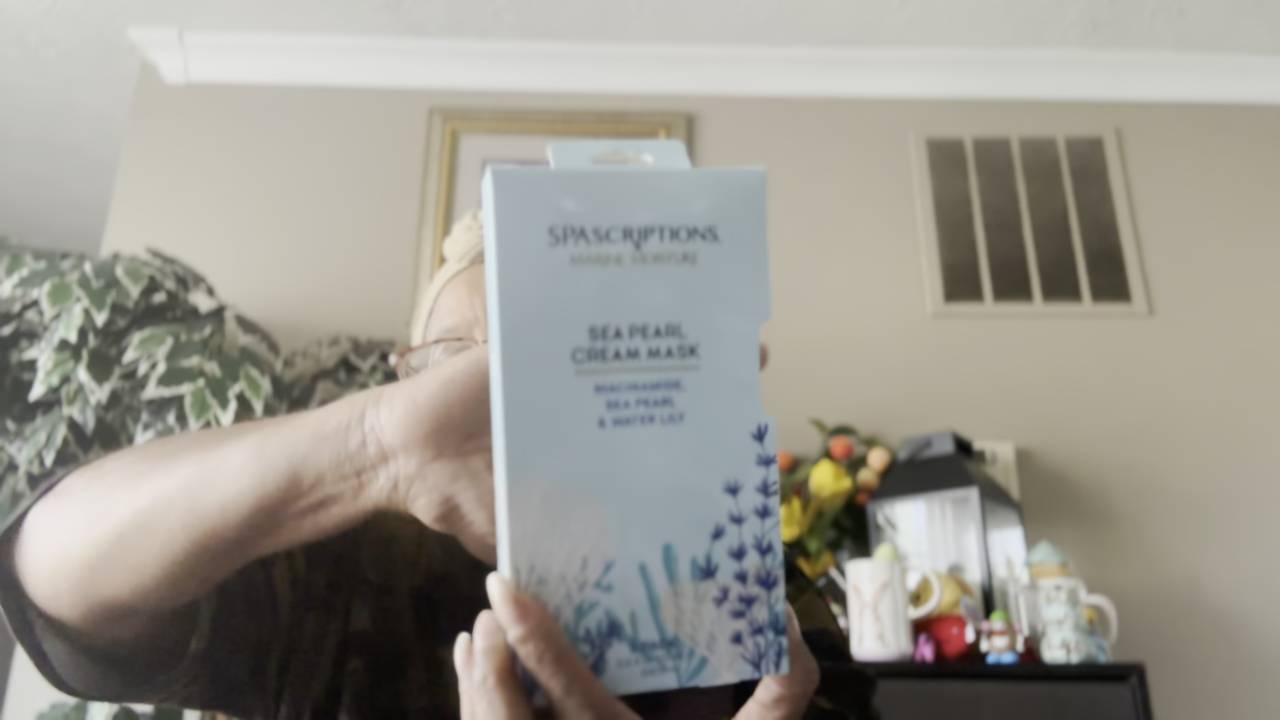 SPASCRIPTIONS
MARINE MOISTURE
SEA PEARL
CREAM MASK
NIACINAMIDE,
SEA PEARL
& WATER LILY